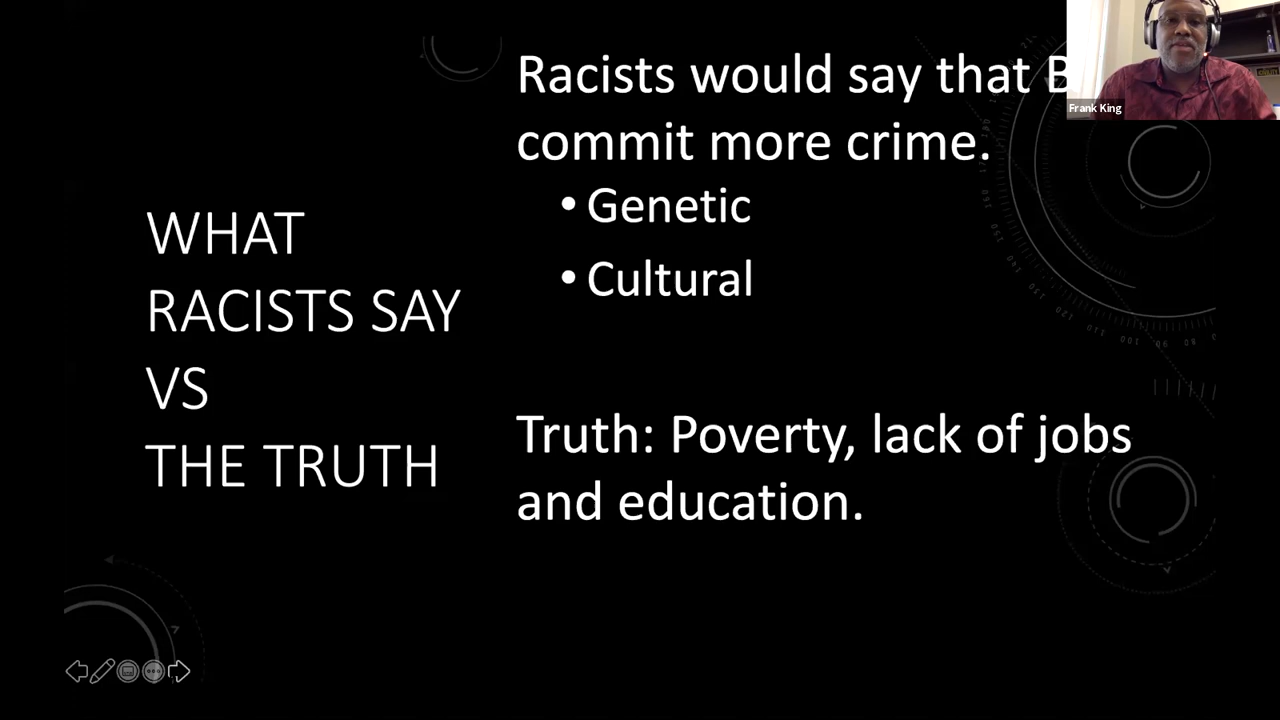 WHAT
RACISTS SAY
VS
THE TRUTH
Racists would say that
commit more crime.
• Genetic
• Cultural
Truth: Poverty, lack of jobs
and education.
Frank King